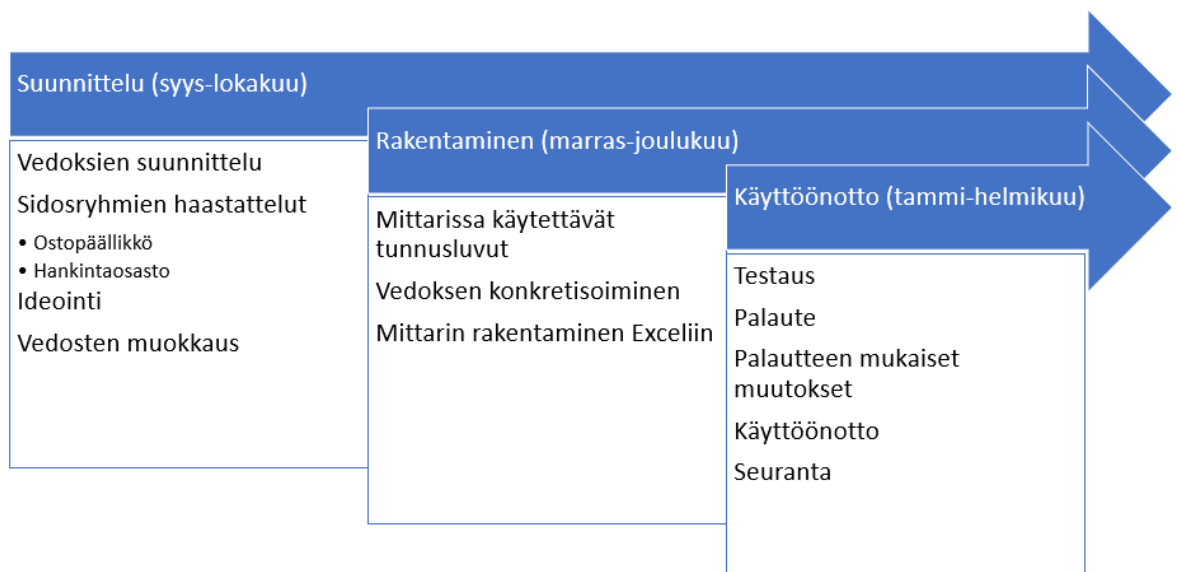 Suunnittelu (syys-lokakuu)
Vedoksien suunnittelu
Sidosryhmien haastattelut
• Ostopäällikkö
• Hankintaosasto
Ideointi
Vedosten muokkaus
Rakentaminen (marras-joulukuu)
Mittarissa käytettävät
tunnusluvut
Vedoksen konkretisoiminen
Mittarin rakentaminen Exceliin
Käyttöönotto (tammi-helmikuu)
Testaus
Palaute
Palautteen mukaiset
muutokset
Käyttöönotto
Seuranta